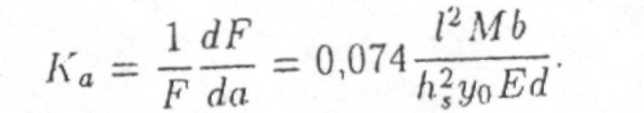 $K_a = \frac{1}{F} \frac{dF}{da} = 0{,}074 \frac{l^2 M b}{h_s^2 y_0 E d}.$